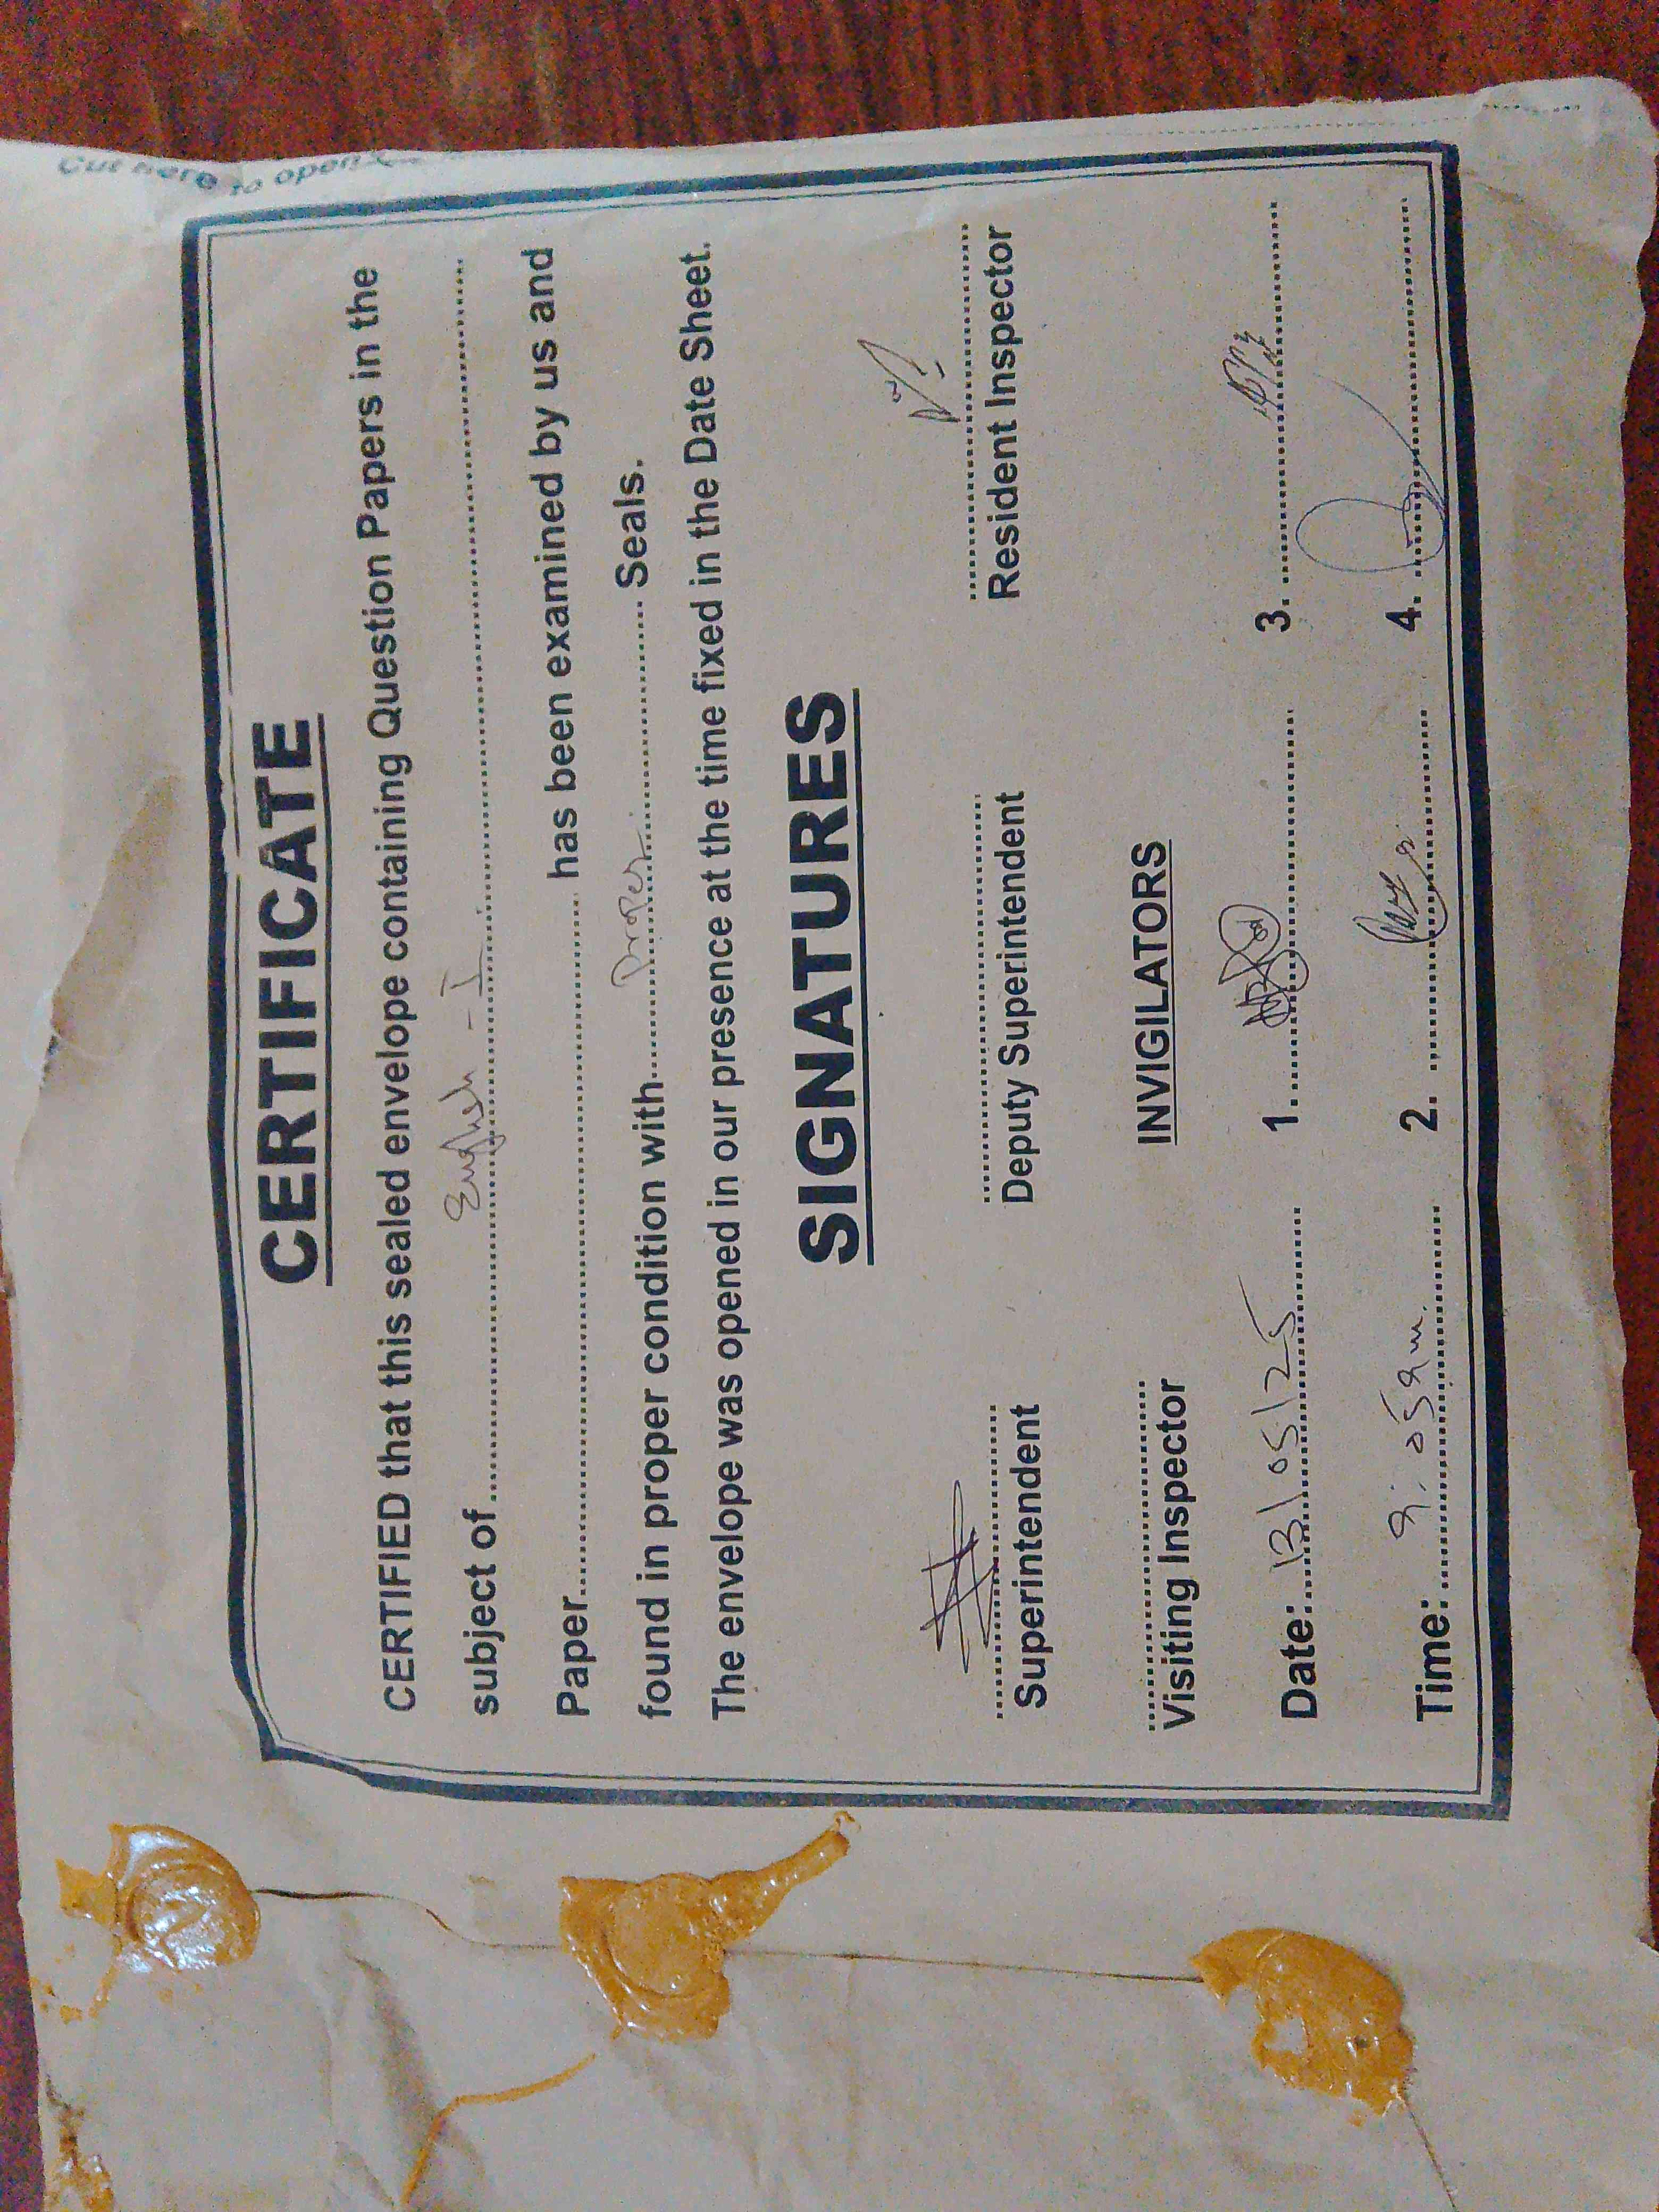 Cut here to open
CERTIFICATE
CERTIFIED that this sealed envelope containing Question Papers in the
subject of English - I
Paper has been examined by us and
found in proper condition with Proper Seals.
The envelope was opened in our presence at the time fixed in the Date Sheet.
SIGNATURES
Superintendent Deputy Superintendent Resident Inspector
Visiting Inspector INVIGILATORS
Date: 13/05/25 1. 3.
Time: 9:05am 2. 4.